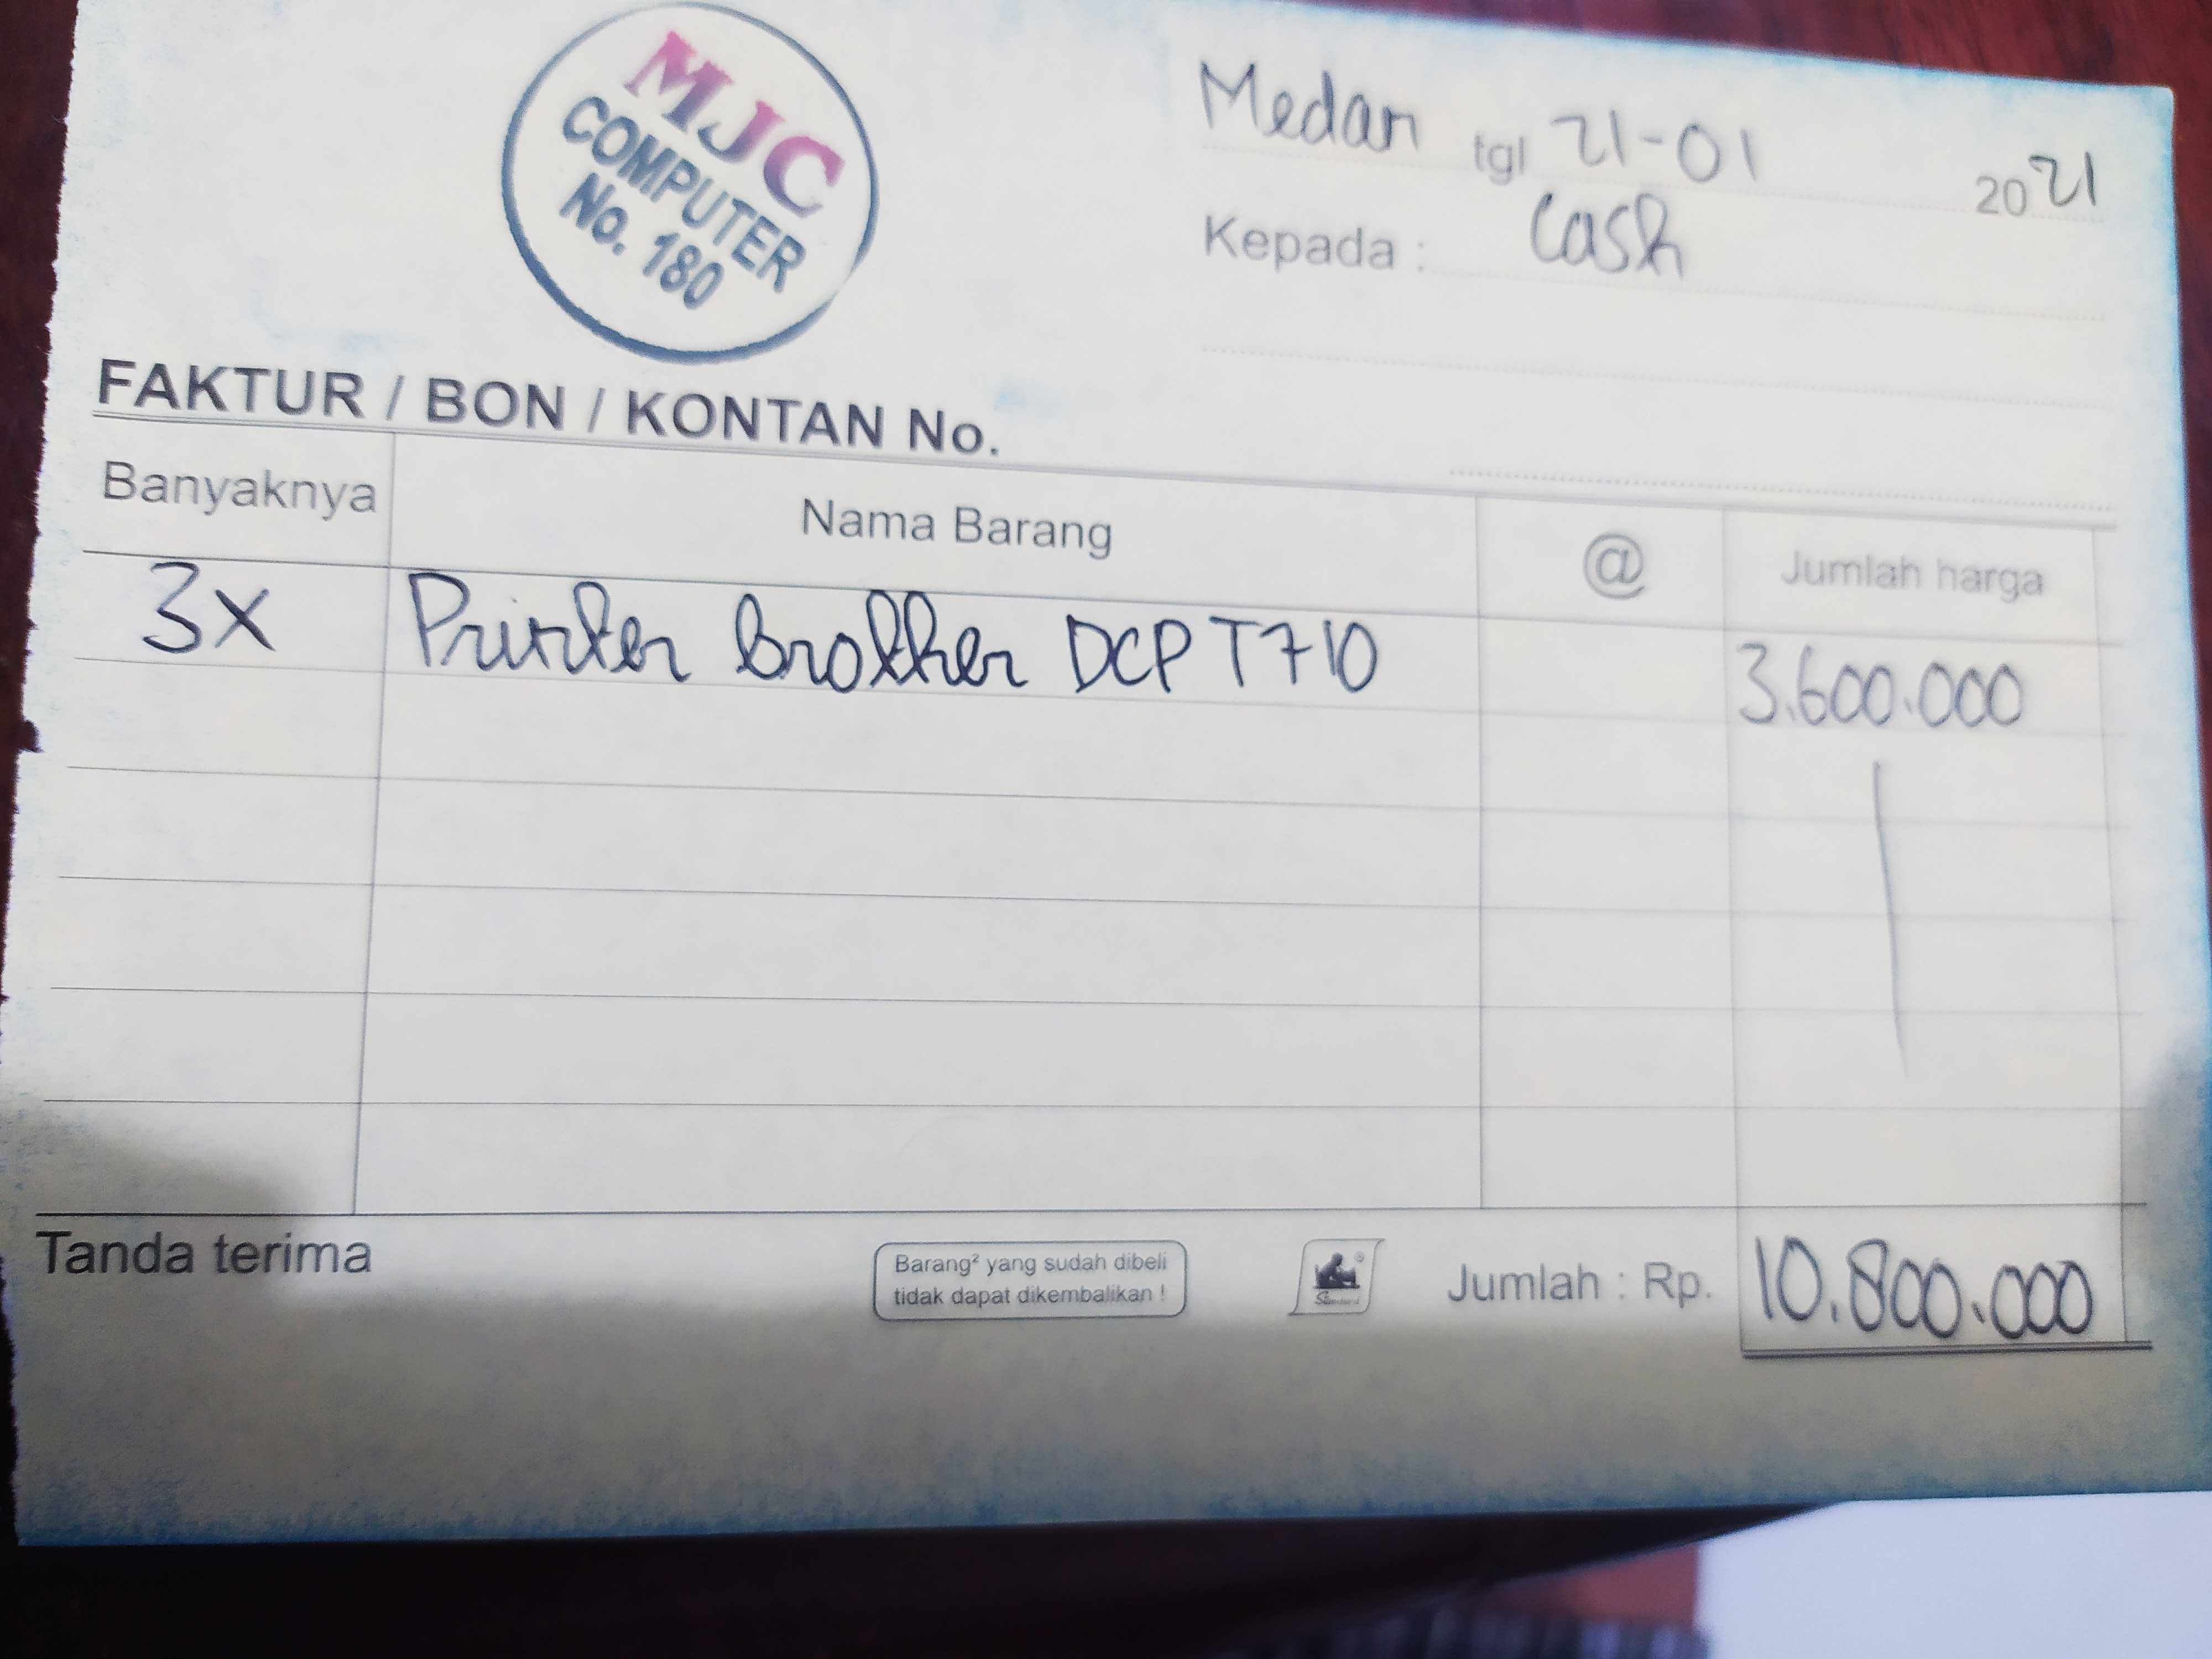 MJC
COMPUTER
No. 180
Medan tgl 21-01 2021
Kepada : Cash
FAKTUR / BON / KONTAN No.
Banyaknya Nama Barang @ Jumlah harga
3x Printer Brother DCP T710 3.600.000
Tanda terima Jumlah : Rp. 10.800.000
Barang² yang sudah dibeli
tidak dapat dikembalikan !